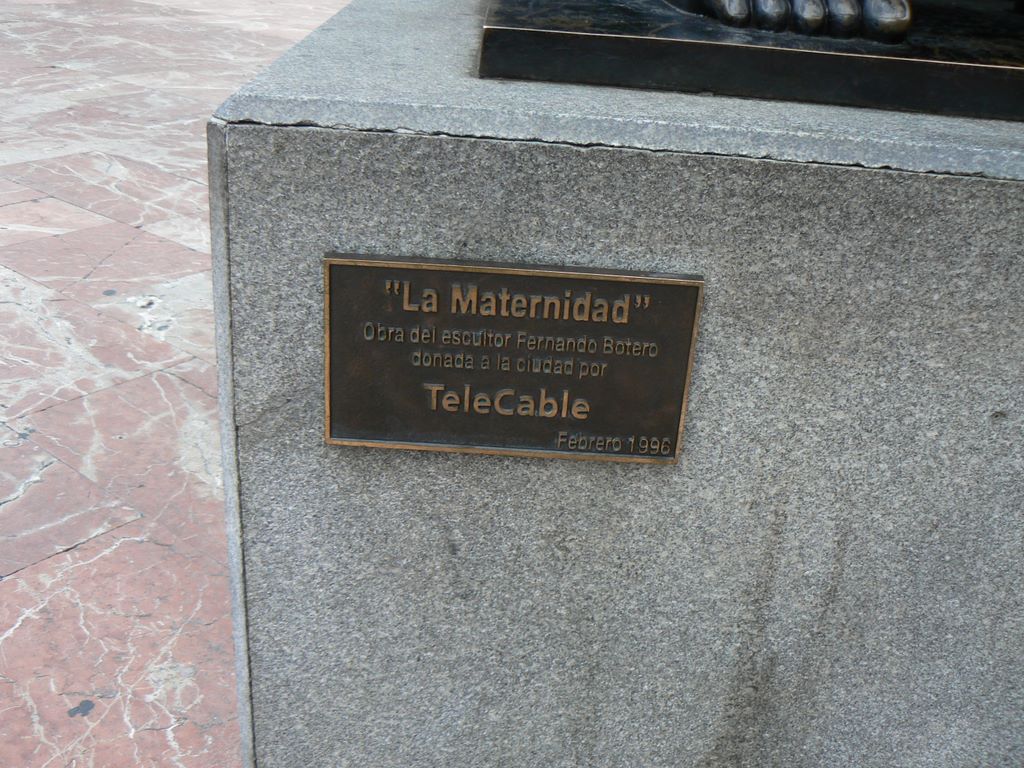 "La Maternidad"
Obra del escultor Fernando Botero
donada a la ciudad por
TeleCable
Febrero 1996